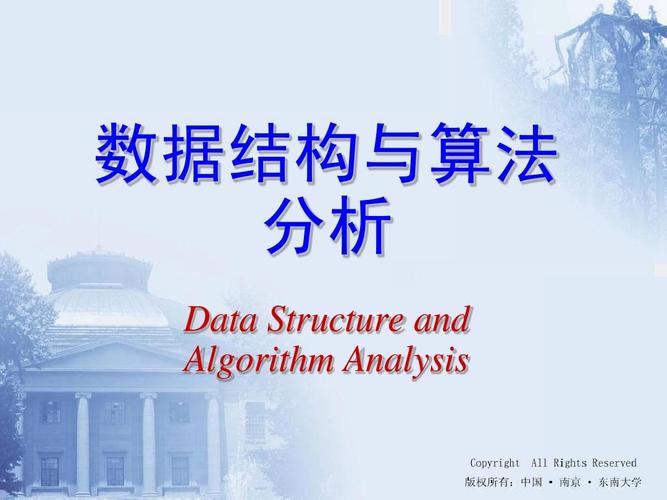 数据结构与算法
分析
Data Structure and
Algorithm Analysis
Copyright  All Rights Reserved
版权所有：中国 • 南京 • 东南大学